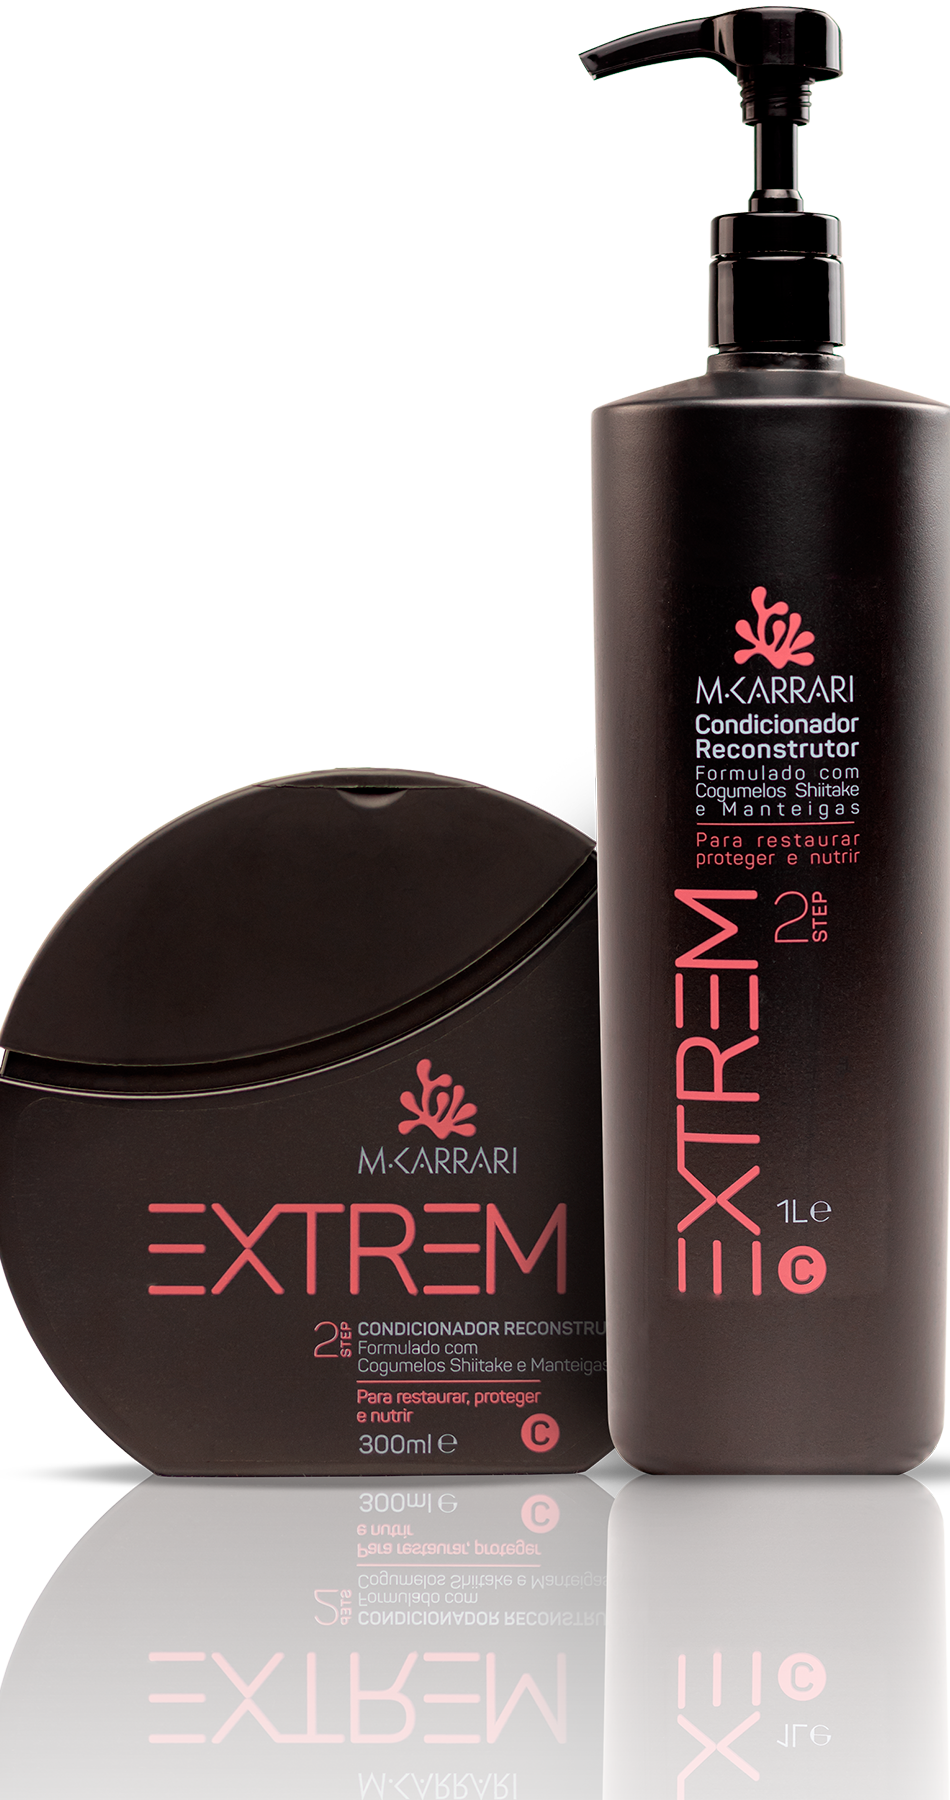 M·KARRARI
Condicionador
Reconstrutor
Formulado com
Cogumelos Shiitake
e Manteigas
Para restaurar
proteger e nutrir
2 STEP
EXTREM
1L e
C
M·KARRARI
EXTREM
2 STEP
CONDICIONADOR RECONSTRU
Formulado com
Cogumelos Shiitake e Manteigas
Para restaurar, proteger
e nutrir
300ml e
C